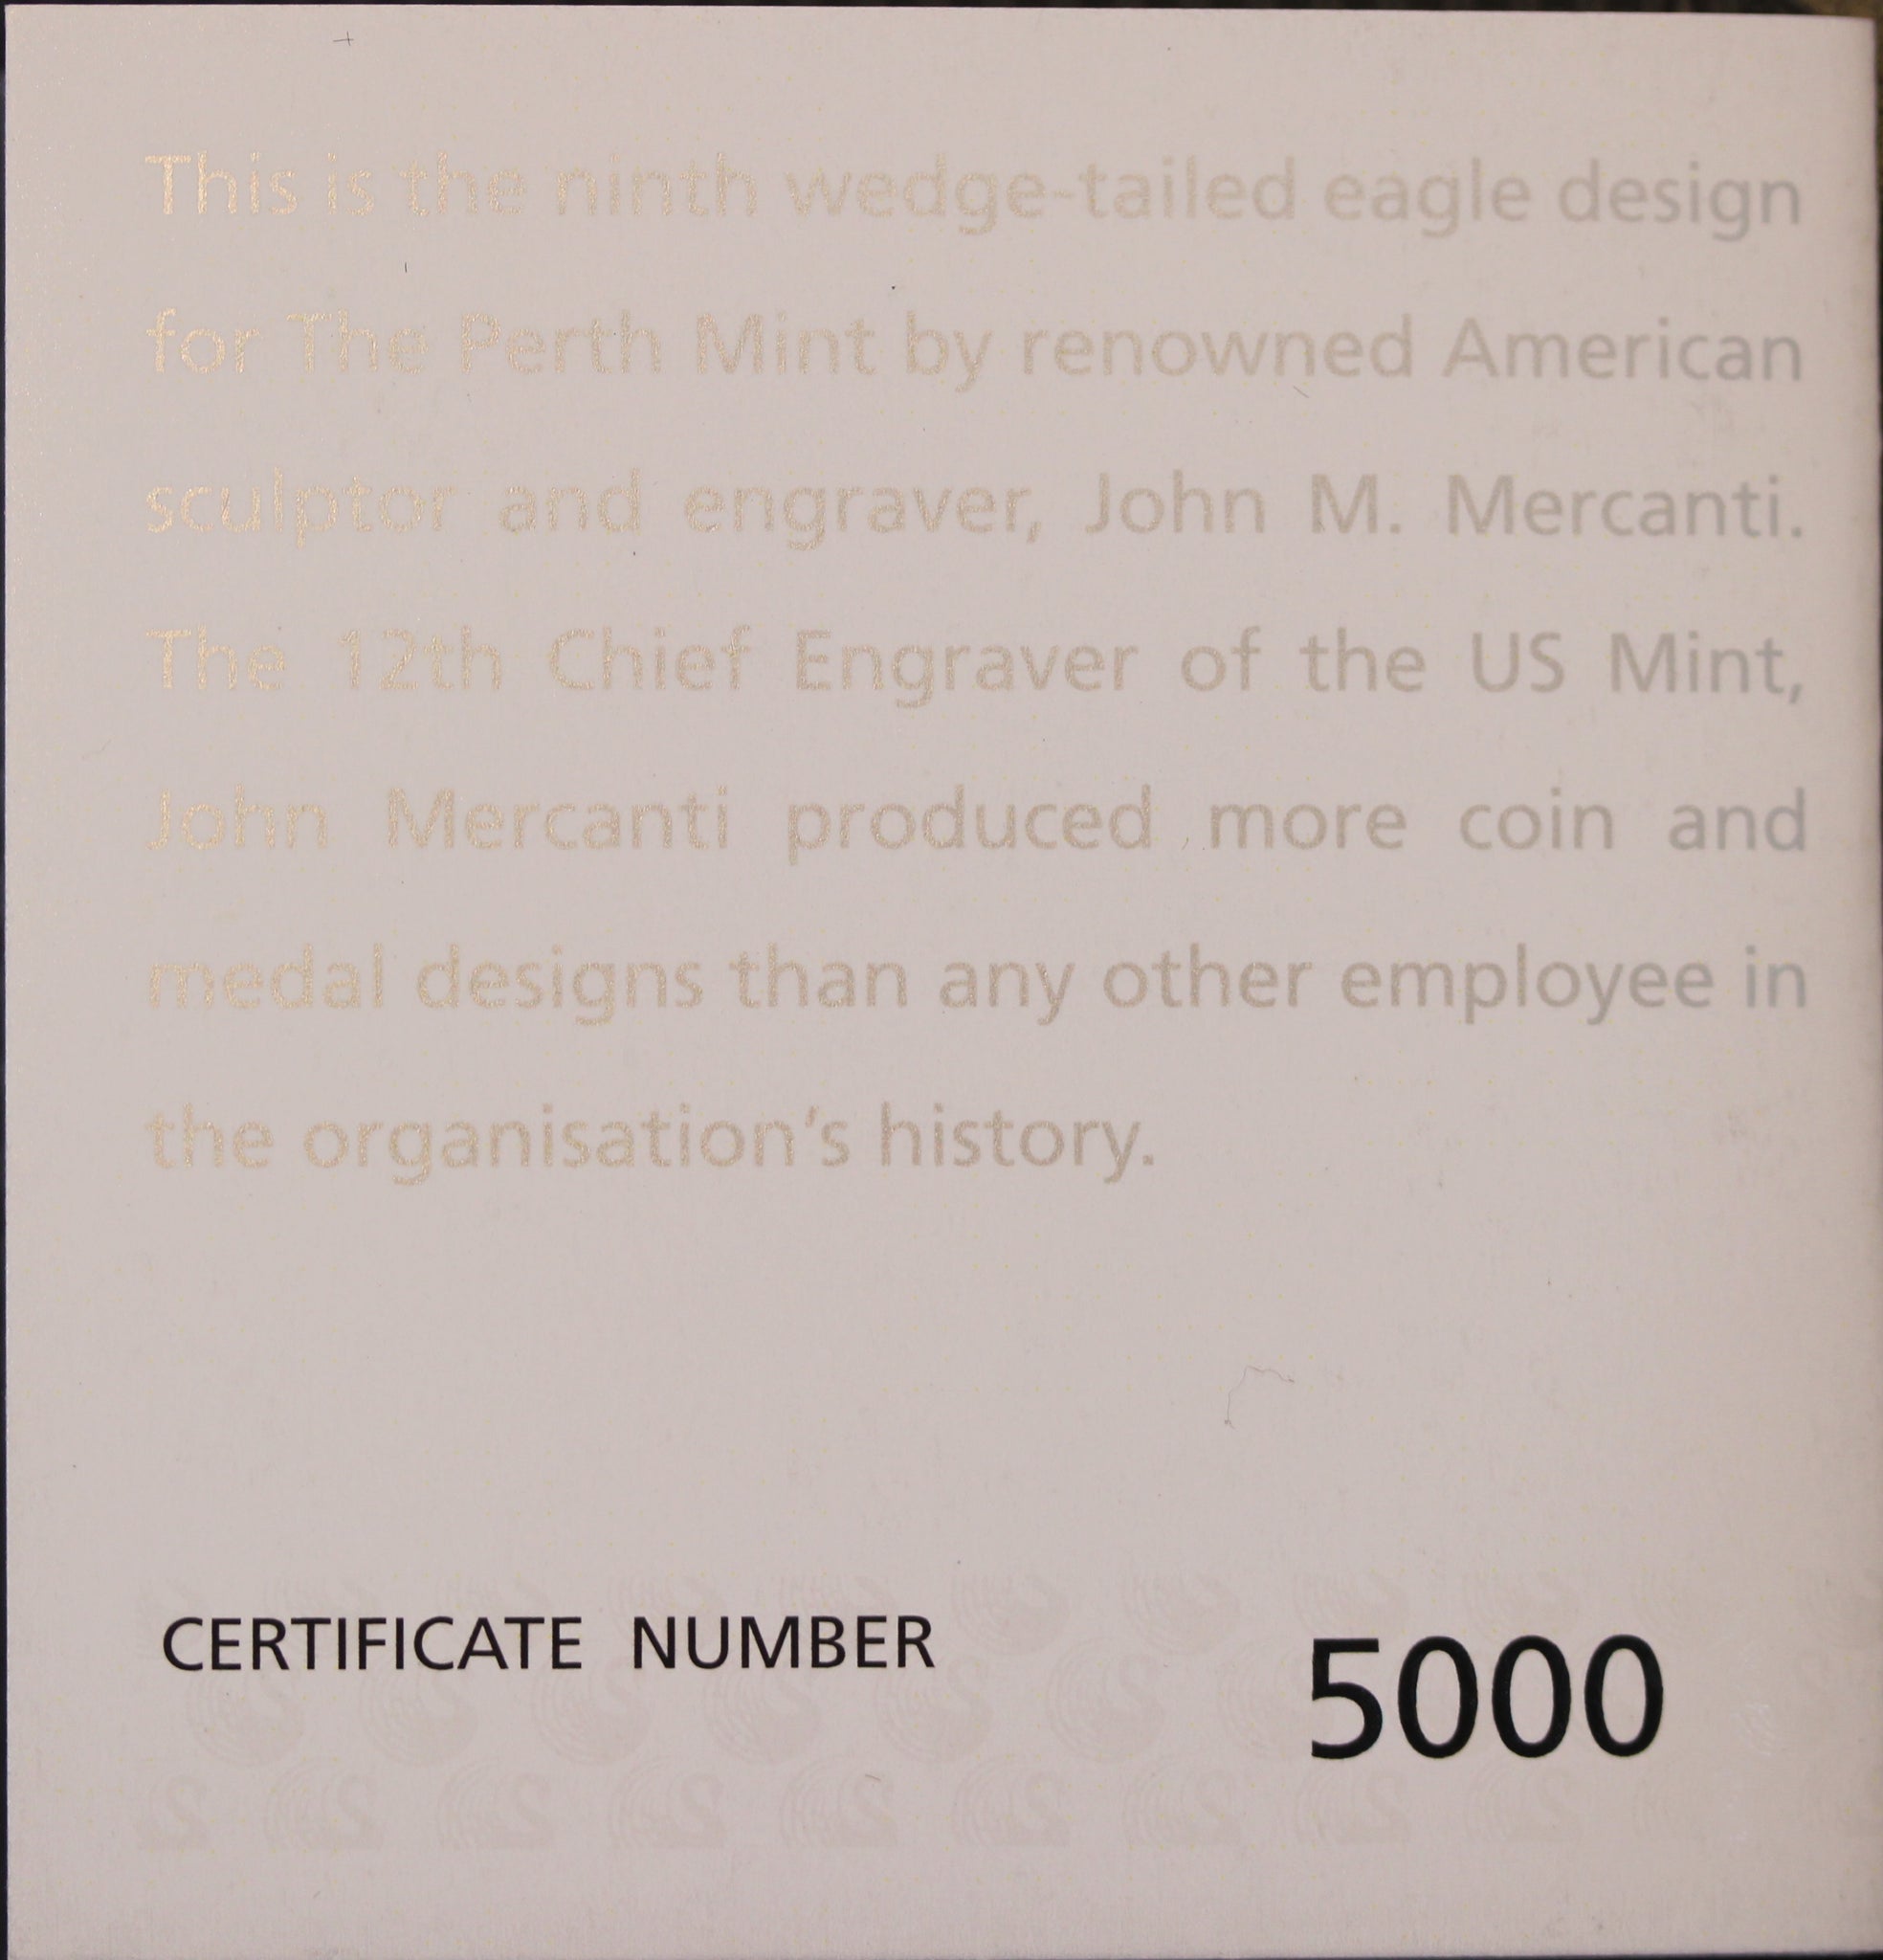 This is the ninth wedge-tailed eagle design
for The Perth Mint by renowned American
sculptor and engraver, John M. Mercanti.
The 12th Chief Engraver of the US Mint,
John Mercanti produced more coin and
medal designs than any other employee in
the organisation's history.
CERTIFICATE NUMBER 5000